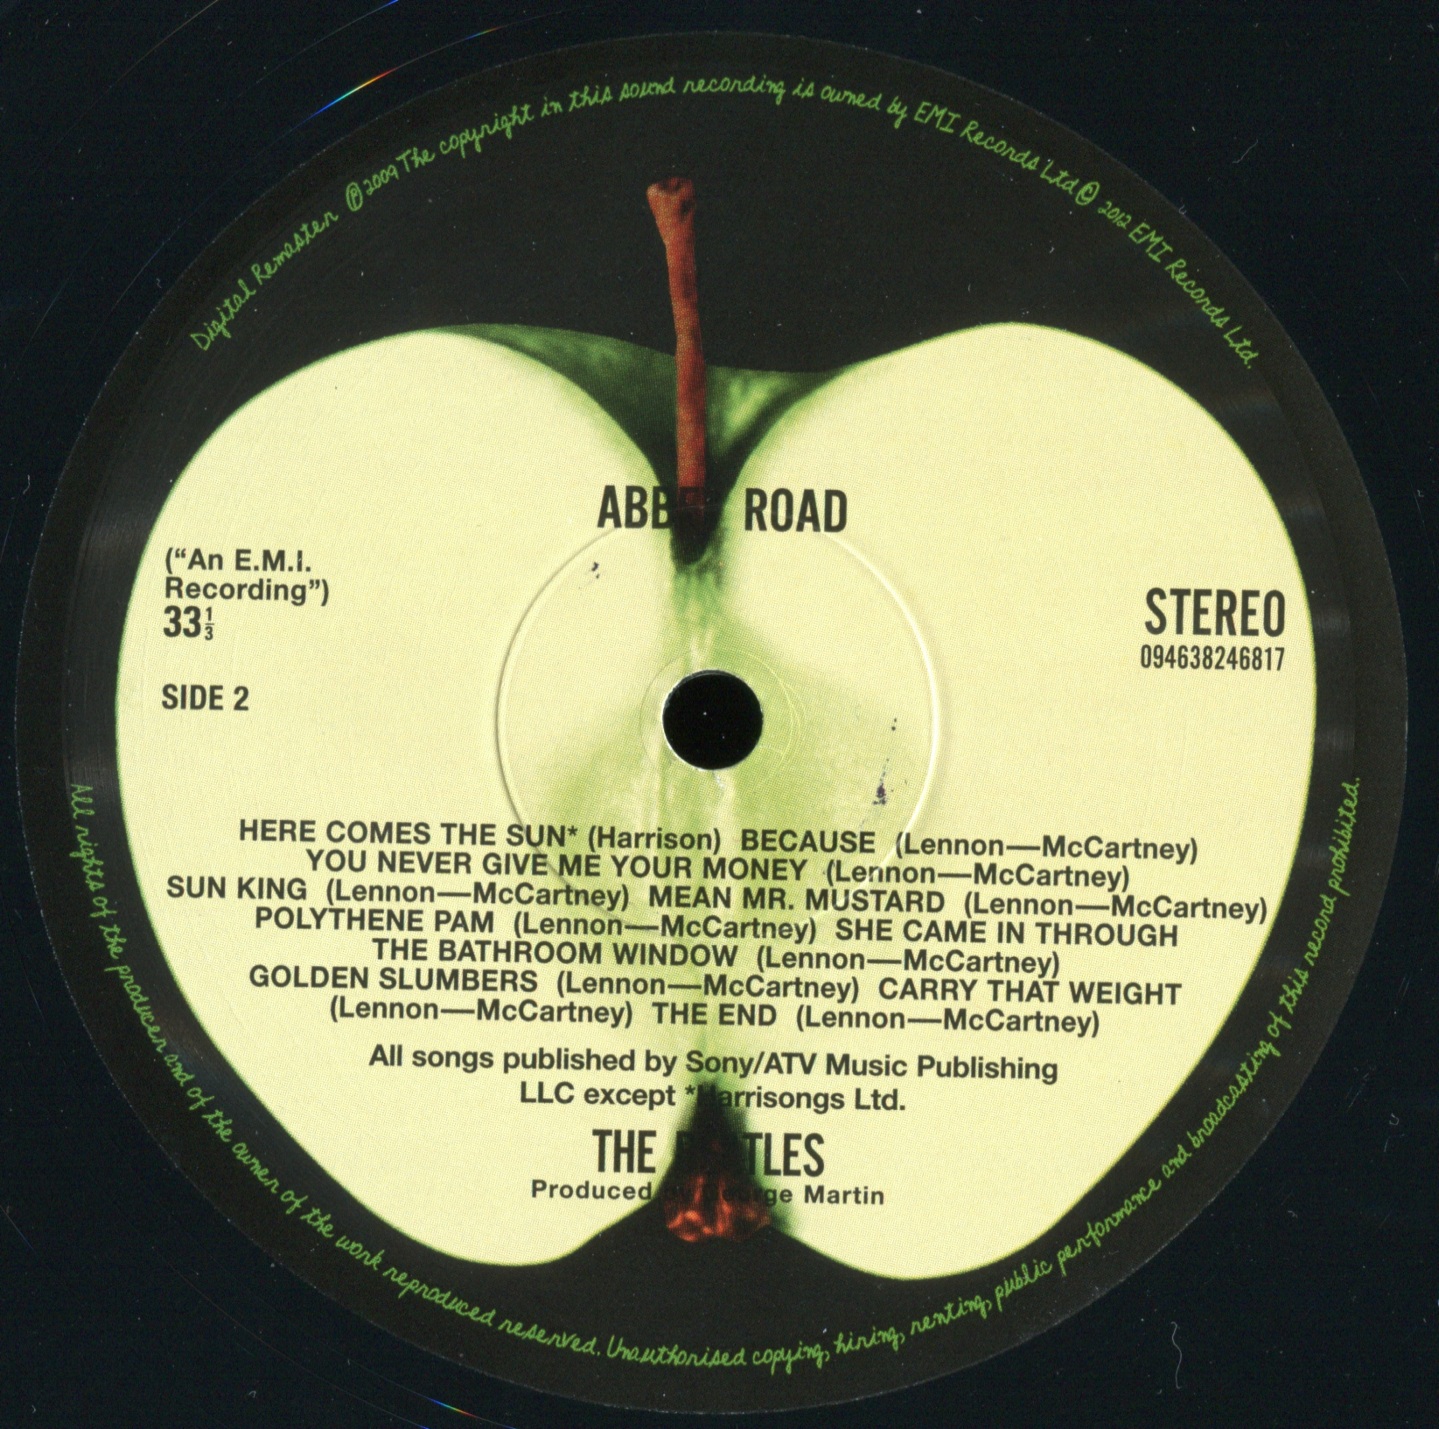 Digital Remaster ℗ 2009 The copyright in this sound recording is owned by EMI Records Ltd © 2012 EMI Records Ltd.
ABBEY ROAD
(“An E.M.I.
Recording”)
33⅓
SIDE 2
STEREO
094638246817
HERE COMES THE SUN* (Harrison) BECAUSE (Lennon—McCartney)
YOU NEVER GIVE ME YOUR MONEY (Lennon—McCartney)
SUN KING (Lennon—McCartney) MEAN MR. MUSTARD (Lennon—McCartney)
POLYTHENE PAM (Lennon—McCartney) SHE CAME IN THROUGH
THE BATHROOM WINDOW (Lennon—McCartney)
GOLDEN SLUMBERS (Lennon—McCartney) CARRY THAT WEIGHT
(Lennon—McCartney) THE END (Lennon—McCartney)
All songs published by Sony/ATV Music Publishing
LLC except *Harrisongs Ltd.
THE BEATLES
Produced by George Martin
All rights of the producer and of the owner of the work reproduced reserved. Unauthorised copying, hiring, renting, public performance and broadcasting of this record prohibited.